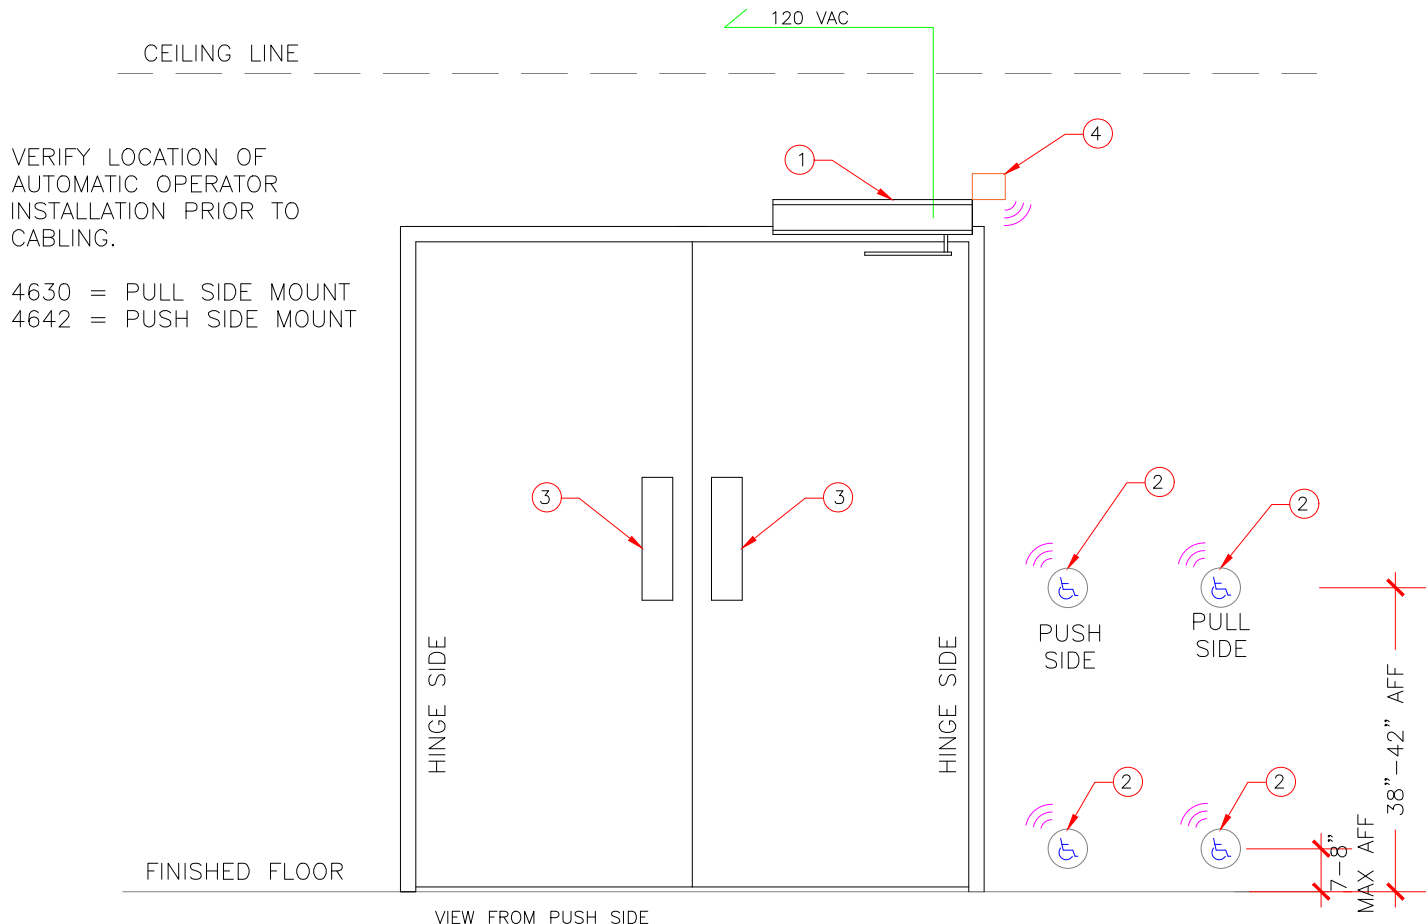 120 VAC
CEILING LINE
4
1
VERIFY LOCATION OF
AUTOMATIC OPERATOR
INSTALLATION PRIOR TO
CABLING.
4630 = PULL SIDE MOUNT
4642 = PUSH SIDE MOUNT
3
3
2
2
PUSH
SIDE
PULL
SIDE
HINGE SIDE
HINGE SIDE
38"-42" AFF
2
2
7-8"
MAX AFF
FINISHED FLOOR
VIEW FROM PUSH SIDE